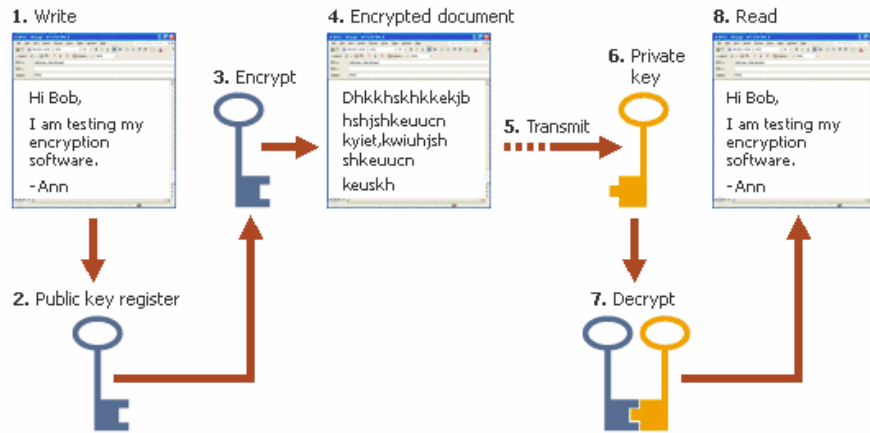 1. Write
Hi Bob,
I am testing my
encryption
software.
-Ann
2. Public key register
3. Encrypt
4. Encrypted document
Dhkkhskhkkekjb
hshjshkeuucn
kyiet,kwiuhjsh
shkeuucn
keuskh
5. Transmit
6. Private
key
7. Decrypt
8. Read
Hi Bob,
I am testing my
encryption
software.
-Ann